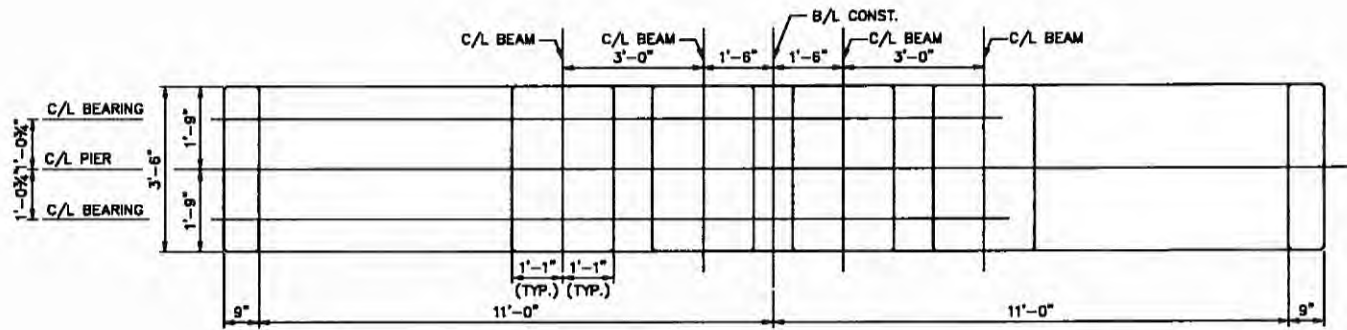 B/L CONST.
C/L BEAM
C/L BEAM
C/L BEAM
C/L BEAM
3'-0"
1'-6"
1'-6"
3'-0"
C/L BEARING
C/L PIER
C/L BEARING
1'-0¾"
1'-0¾"
3'-6"
1'-9"
1'-9"
1'-1"
1'-1"
(TYP.)
(TYP.)
9"
11'-0"
11'-0"
9"